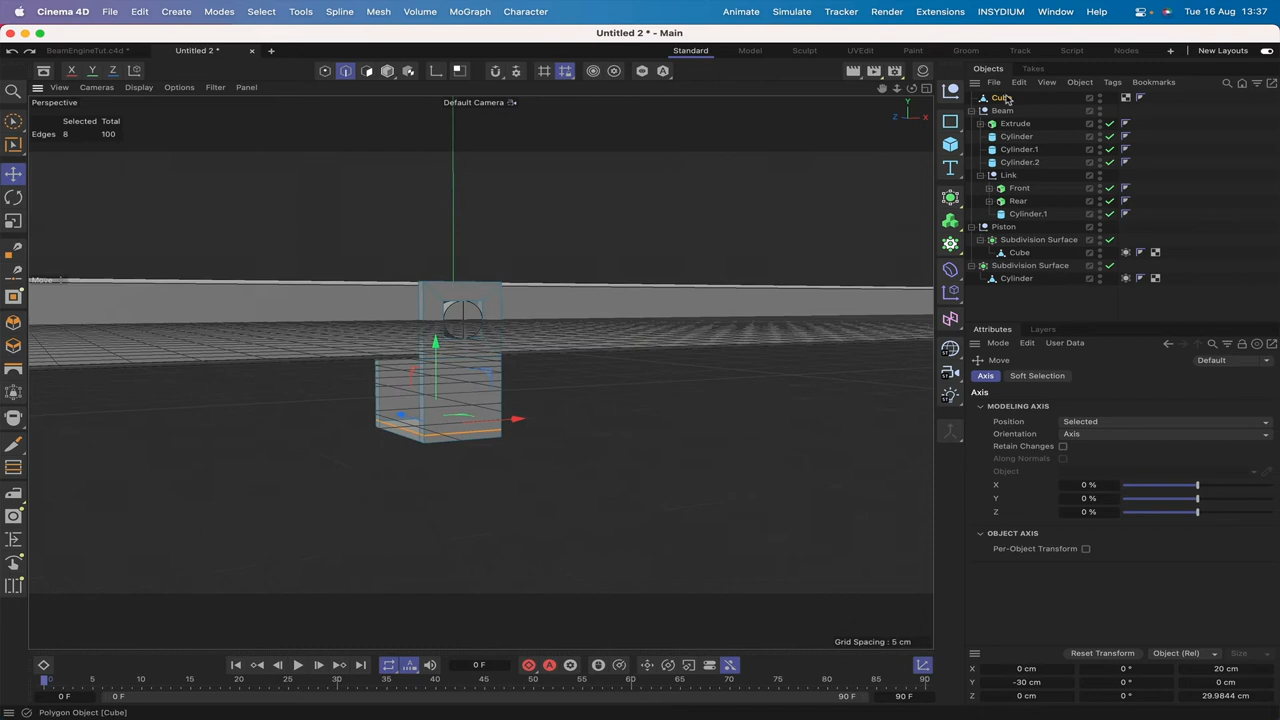 Cinema 4D File Edit Create Modes Select Tools Spline Mesh Volume MoGraph Character Animate Simulate Tracker Render Extensions INSYDIUM Window Help Tue 16 Aug 13:37
Untitled 2 * - Main
BeamEngineTut.c4d * Untitled 2 * Standard Model Sculpt UVEdit Paint Groom Track Script Nodes New Layouts
X Y Z Objects Takes
View Cameras Display Options Filter Panel File Edit View Object Tags Bookmarks
Perspective Default Camera Cube
Y Z X Beam
Edges Selected Total
8 100
Extrude
Cylinder
Cylinder.1
Cylinder.2
Link
Front
Rear
Cylinder.1
Piston
Subdivision Surface
Cube
Subdivision Surface
Cylinder
Move
Attributes Layers
Mode Edit User Data
Move Default
Axis Soft Selection
Axis
MODELING AXIS
Position Selected
Orientation Axis
Retain Changes
Along Normals
Object
X 0 %
Y 0 %
Z 0 %
OBJECT AXIS
Per-Object Transform
Grid Spacing : 5 cm
Reset Transform Object (Rel) Size
0 F
X 0 cm 0 ° 20 cm
0 5 10 15 20 25 30 35 40 45 50 55 60 65 70 75 80 85 90
Y -30 cm 0 ° 0 cm
0 F 0 F 90 F 90 F
Z 0 cm 0 ° 29.9844 cm
Polygon Object [Cube]